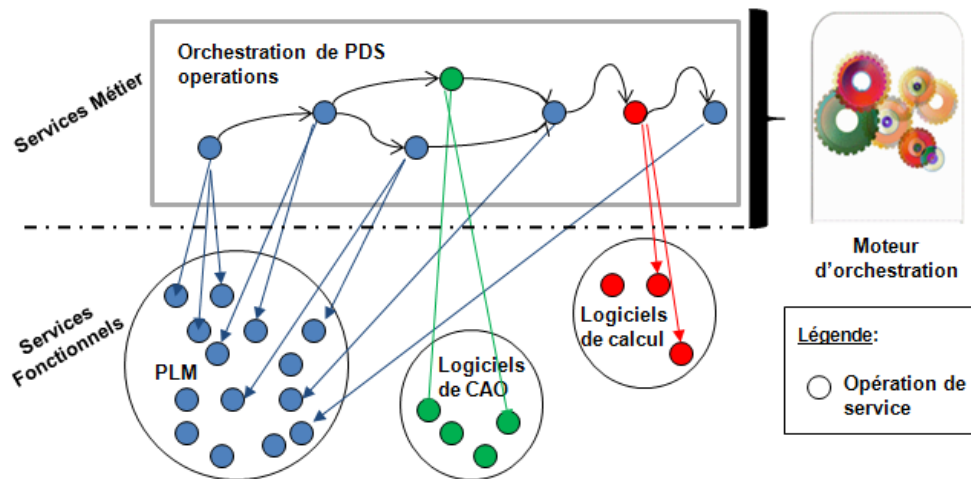 Orchestration de PDS
operations
Services Métier
Services
Fonctionnels
PLM
Logiciels
de CAO
Logiciels
de calcul
Moteur
d'orchestration
Légende:
Opération de
service